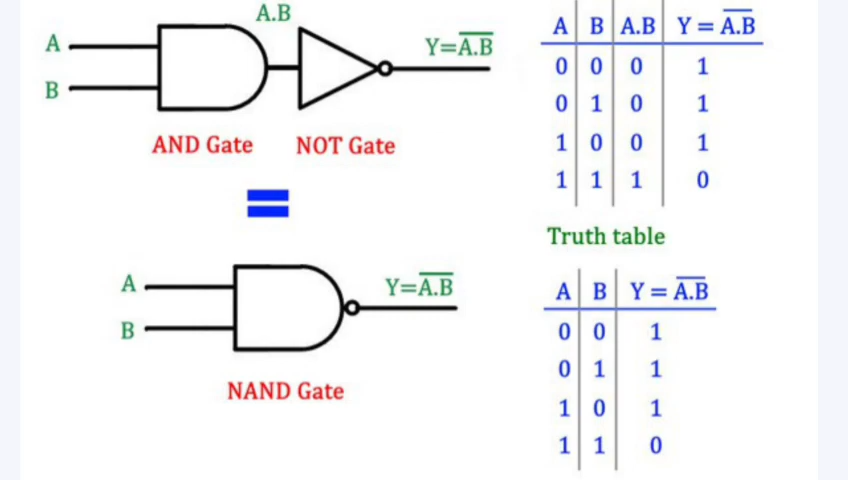 A.B
A
Y=A̅.̅B̅
B
AND Gate NOT Gate
A B A.B Y = A̅.̅B̅
0 0 0 1
0 1 0 1
1 0 0 1
1 1 1 0
Truth table
A
Y=A̅.̅B̅
B
NAND Gate
A B Y = A̅.̅B̅
0 0 1
0 1 1
1 0 1
1 1 0